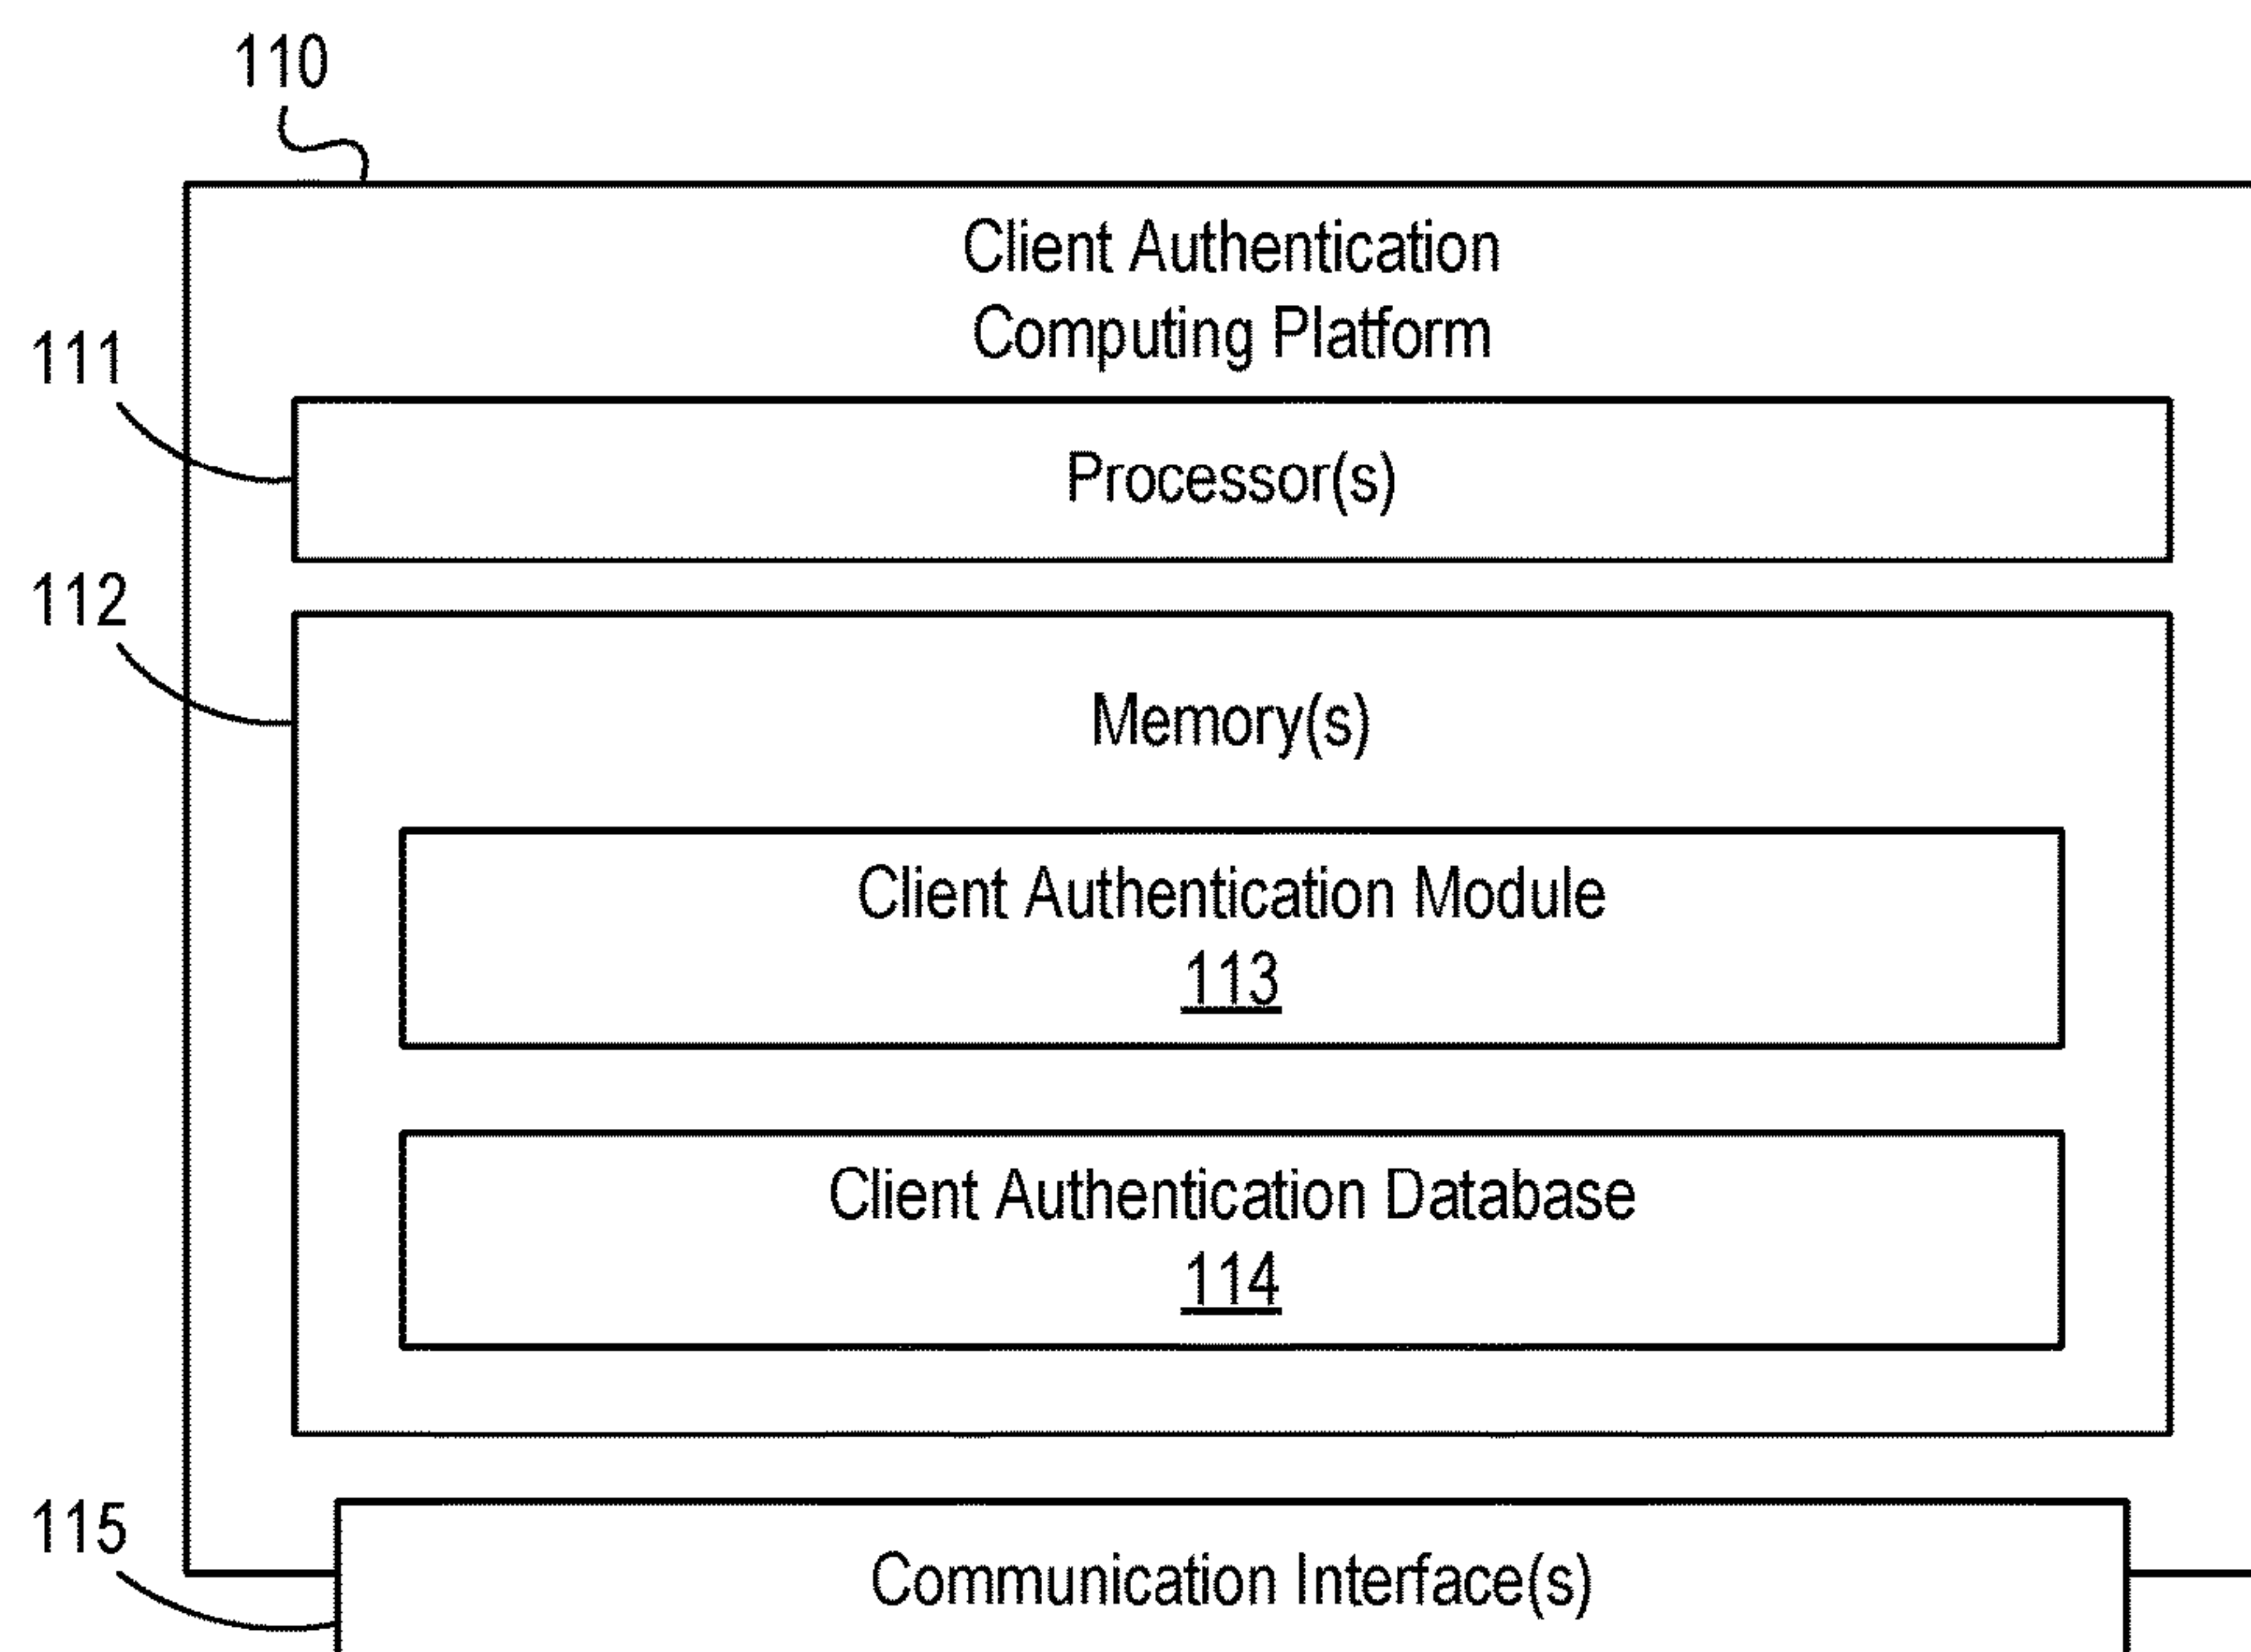 110
Client Authentication
Computing Platform
111
Processor(s)
112
Memory(s)
Client Authentication Module
113
Client Authentication Database
114
115
Communication Interface(s)